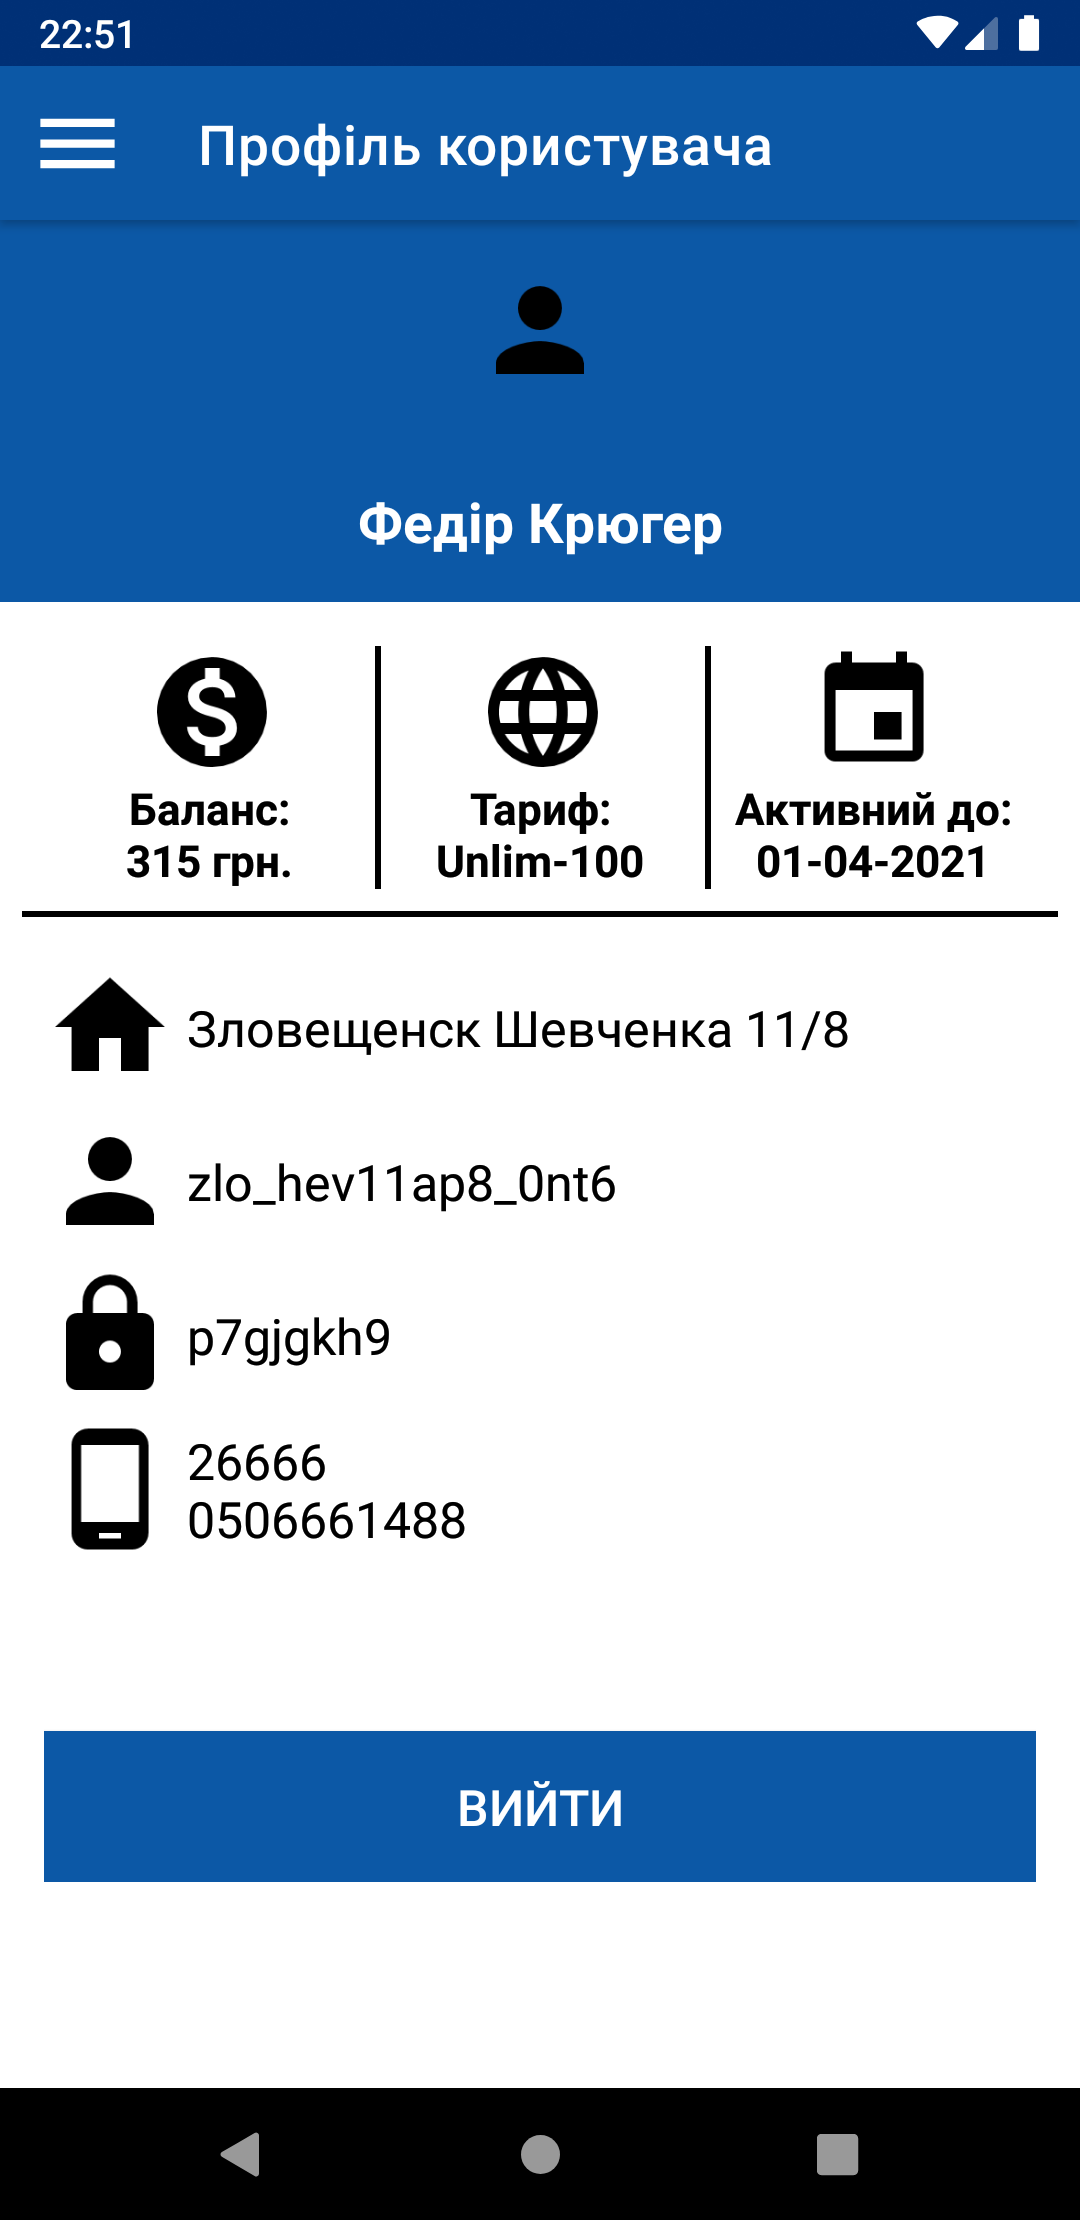 22:51
Профіль користувача
Федір Крюгер
Баланс:
315 грн.
Тариф:
Unlim-100
Активний до:
01-04-2021
Зловещенск Шевченка 11/8
zlo_hev11ap8_0nt6
p7gjgkh9
26666
0506661488
ВИЙТИ